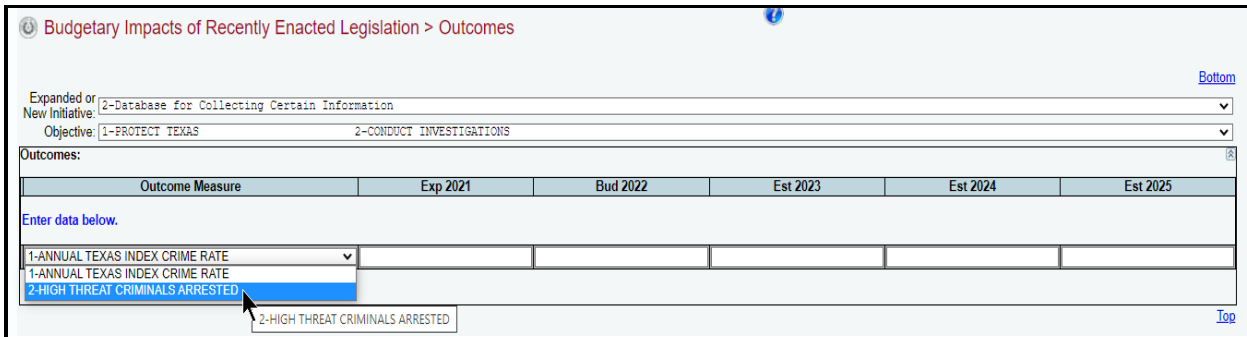 Budgetary Impacts of Recently Enacted Legislation > Outcomes
?
Bottom
Expanded or New Initiative: 2-Database for Collecting Certain Information
Objective: 1-PROTECT TEXAS 2-CONDUCT INVESTIGATIONS
Outcomes:
Outcome Measure Exp 2021 Bud 2022 Est 2023 Est 2024 Est 2025
Enter data below.
1-ANNUAL TEXAS INDEX CRIME RATE
1-ANNUAL TEXAS INDEX CRIME RATE
2-HIGH THREAT CRIMINALS ARRESTED
2-HIGH THREAT CRIMINALS ARRESTED
Top